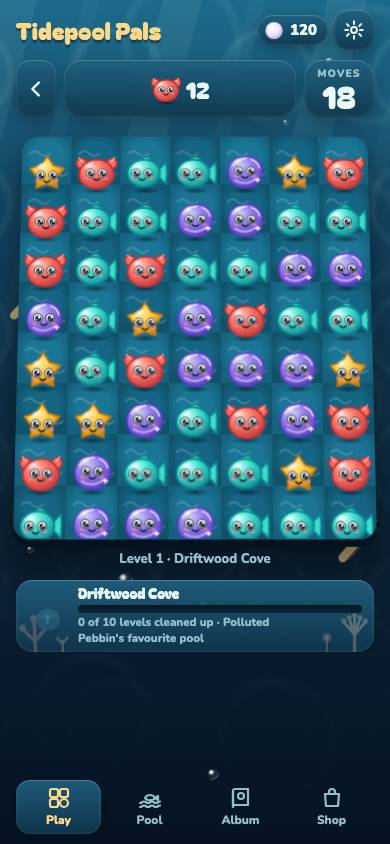 Tidepool Pals
120
12
MOVES
18
Level 1 · Driftwood Cove
Driftwood Cove
0 of 10 levels cleaned up · Polluted
Pebbin's favourite pool
Play
Pool
Album
Shop